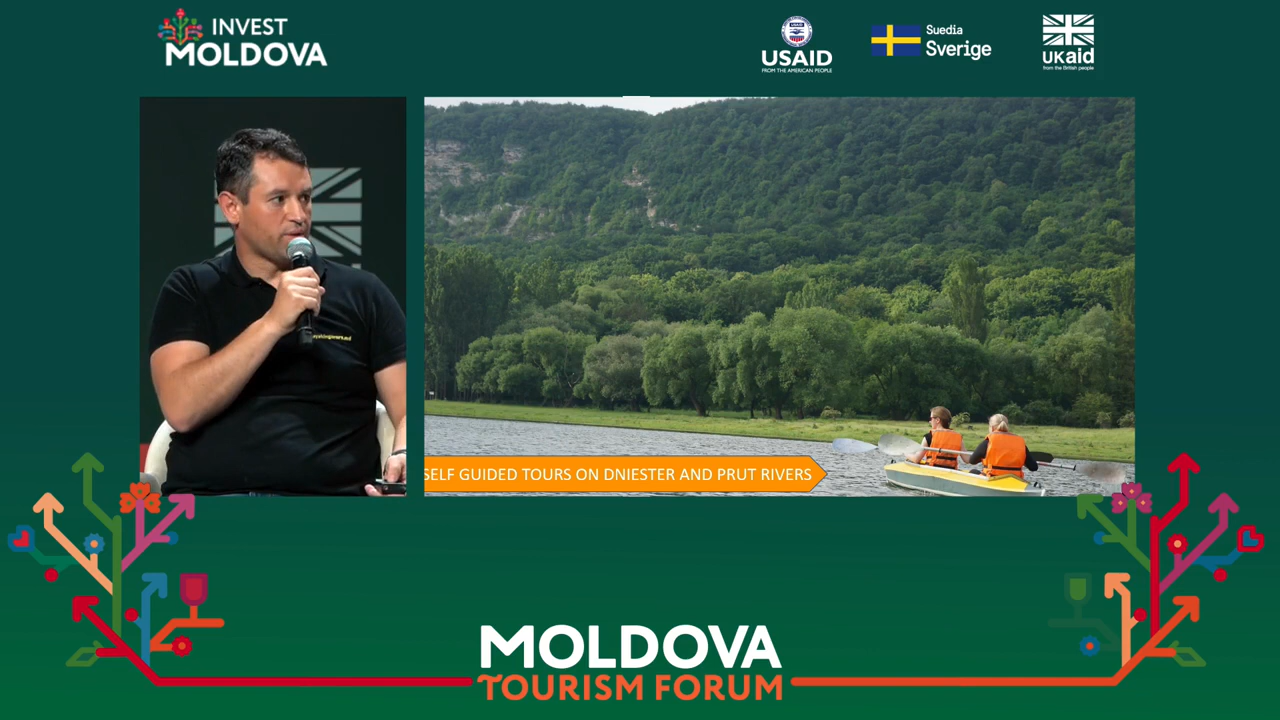 INVEST
MOLDOVA
USAID
FROM THE AMERICAN PEOPLE
Suedia
Sverige
UKaid
from the British people
SELF GUIDED TOURS ON DNIESTER AND PRUT RIVERS
MOLDOVA
TOURISM FORUM